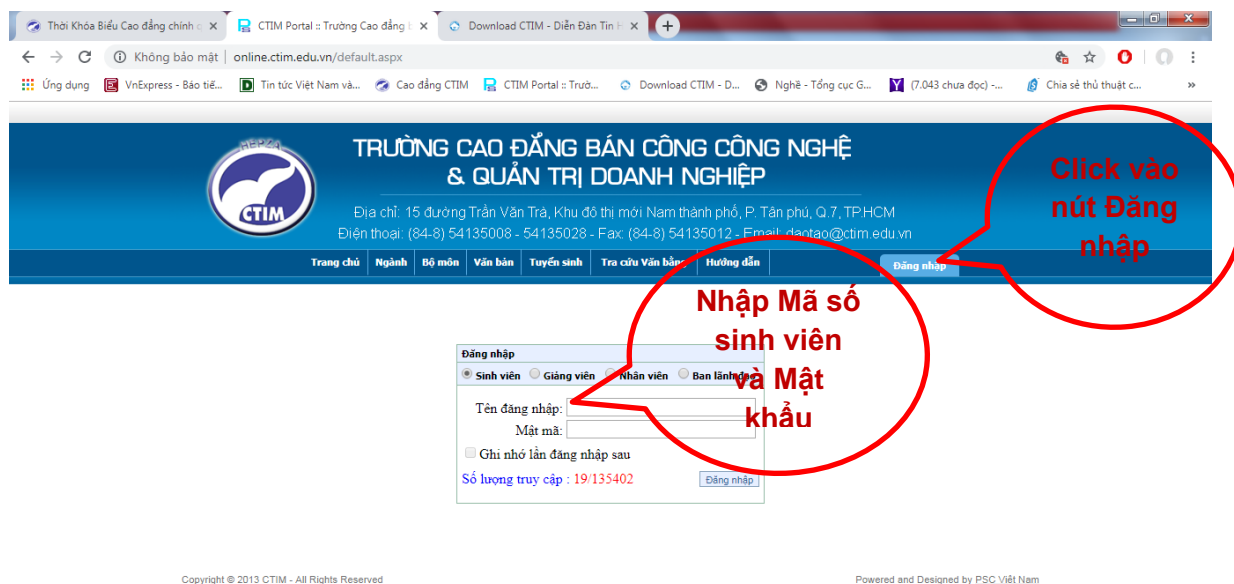 Thời Khóa Biểu Cao đẳng chính q
CTIM Portal :: Trường Cao đẳng b
Download CTIM - Diễn Đàn Tin H
Không bảo mật
online.ctim.edu.vn/default.aspx
Ứng dụng
VnExpress - Báo tiế...
Tin tức Việt Nam và...
Cao đẳng CTIM
CTIM Portal :: Trườ...
Download CTIM - D...
Nghề - Tổng cục G...
(7.043 chưa đọc) -...
Chia sẻ thủ thuật c...
HEPZA
CTIM
TRƯỜNG CAO ĐẲNG BÁN CÔNG CÔNG NGHỆ
& QUẢN TRỊ DOANH NGHIỆP
Địa chỉ: 15 đường Trần Văn Trà, Khu đô thị mới Nam thành phố, P. Tân phú, Q.7, TP.HCM
Điện thoại: (84-8) 54135008 - 54135028 - Fax: (84-8) 54135012 - Email: daotao@ctim.edu.vn
Click vào
nút Đăng
nhập
Trang chủ
Ngành
Bộ môn
Văn bản
Tuyển sinh
Tra cứu Văn bằng
Hướng dẫn
Đăng nhập
Nhập Mã số
sinh viên
và Mật
khẩu
Đăng nhập
Sinh viên
Giảng viên
Nhân viên
Ban lãnh đạo
Tên đăng nhập:
Mật mã:
Ghi nhớ lần đăng nhập sau
Số lượng truy cập : 19/135402
Đăng nhập
Copyright © 2013 CTIM - All Rights Reserved
Powered and Designed by PSC Việt Nam